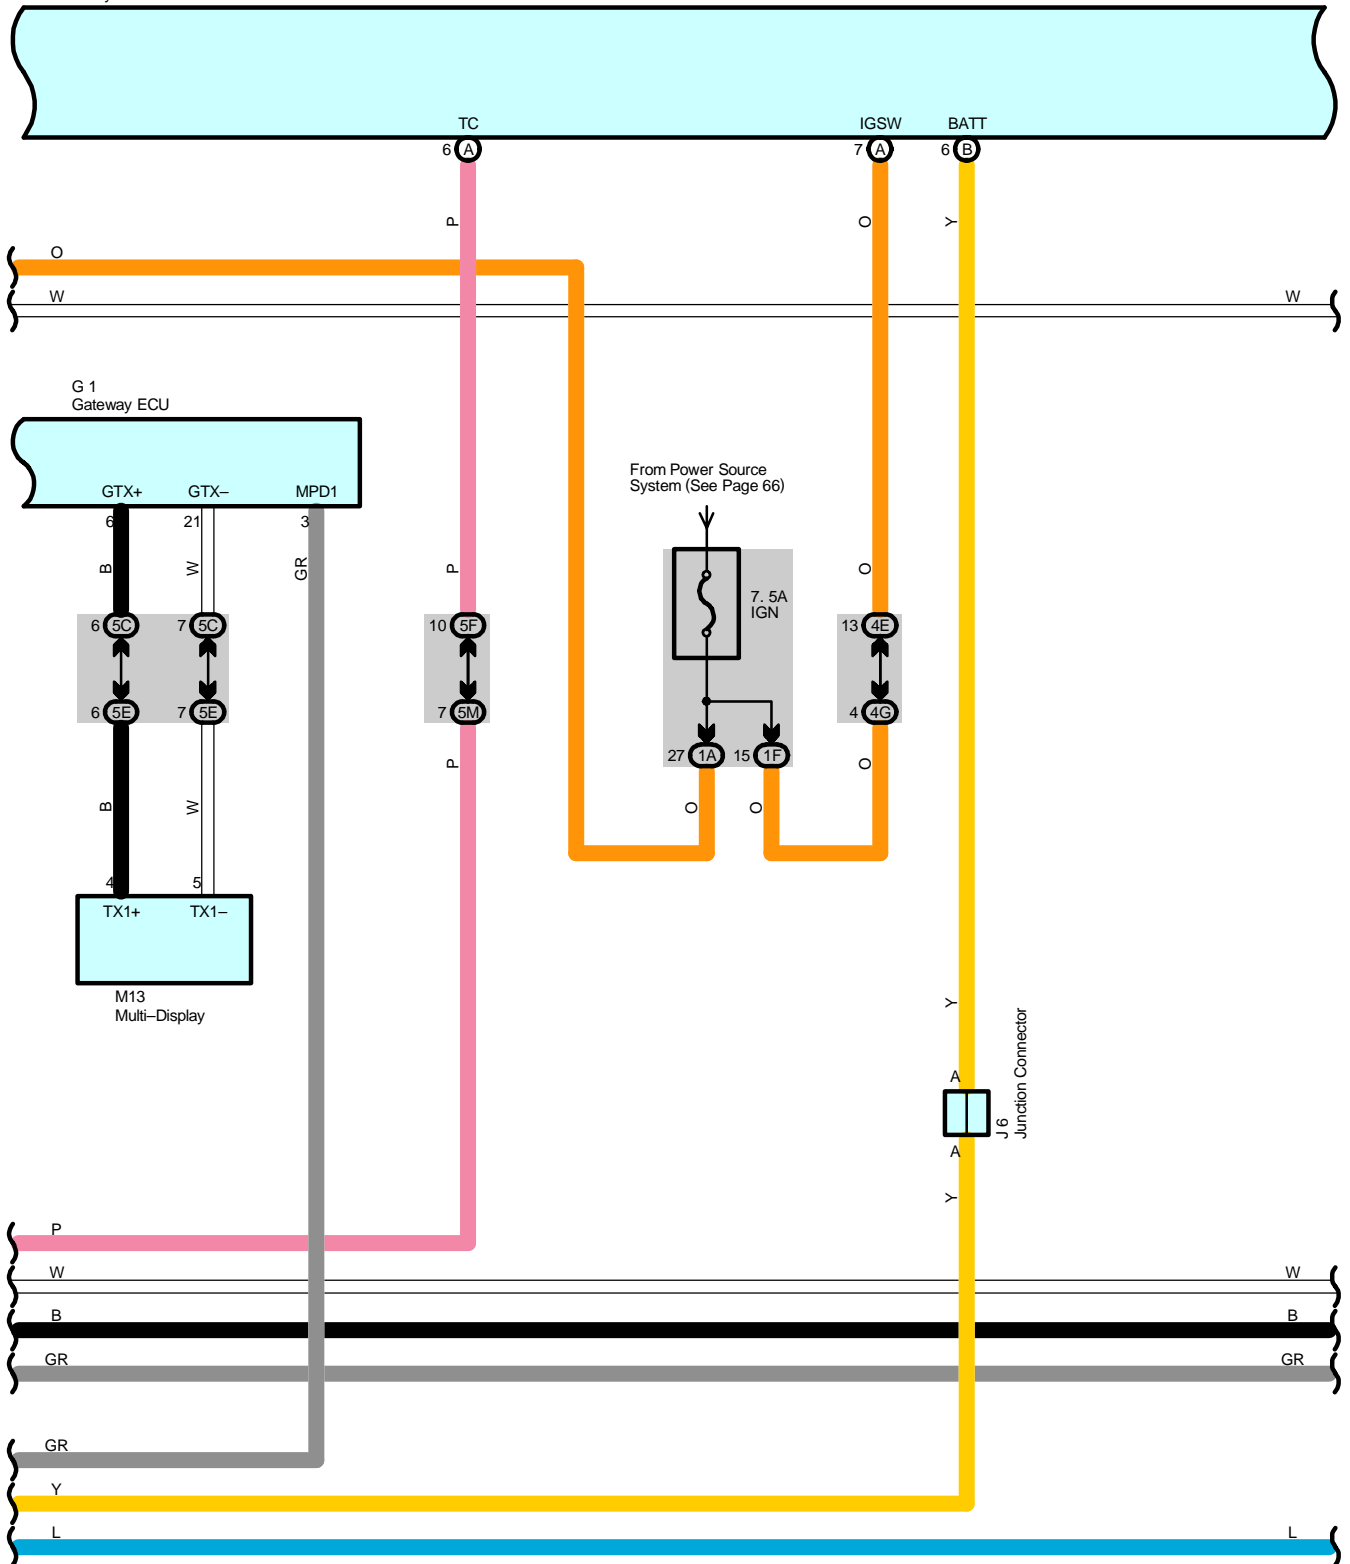 TC IGSW BATT
6 A 7 A 6 B
P O Y
O
W W
G 1
Gateway ECU
GTX+ GTX– MPD1
6 21 3
From Power Source
System (See Page 66)
B W GR P O
7. 5A
IGN
6 5C 7 5C 10 5F 13 4E
6 5E 7 5E 7 5M 4 4G
27 1A 15 1F
P O
B W O O
4 5
TX1+ TX1–
M13
Multi–Display
Y
A
J 6
Junction Connector
A
Y
P
W W
B B
GR GR
GR
Y
L L